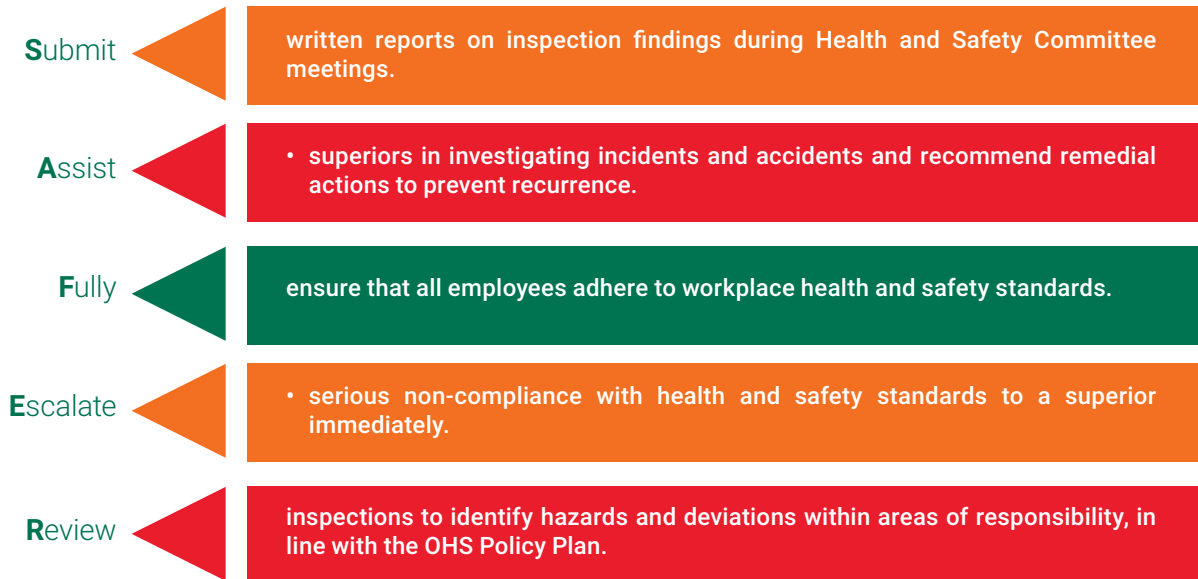 Submit
written reports on inspection findings during Health and Safety Committee
meetings.
Assist
• superiors in investigating incidents and accidents and recommend remedial
actions to prevent recurrence.
Fully
ensure that all employees adhere to workplace health and safety standards.
Escalate
• serious non-compliance with health and safety standards to a superior
immediately.
Review
inspections to identify hazards and deviations within areas of responsibility, in
line with the OHS Policy Plan.